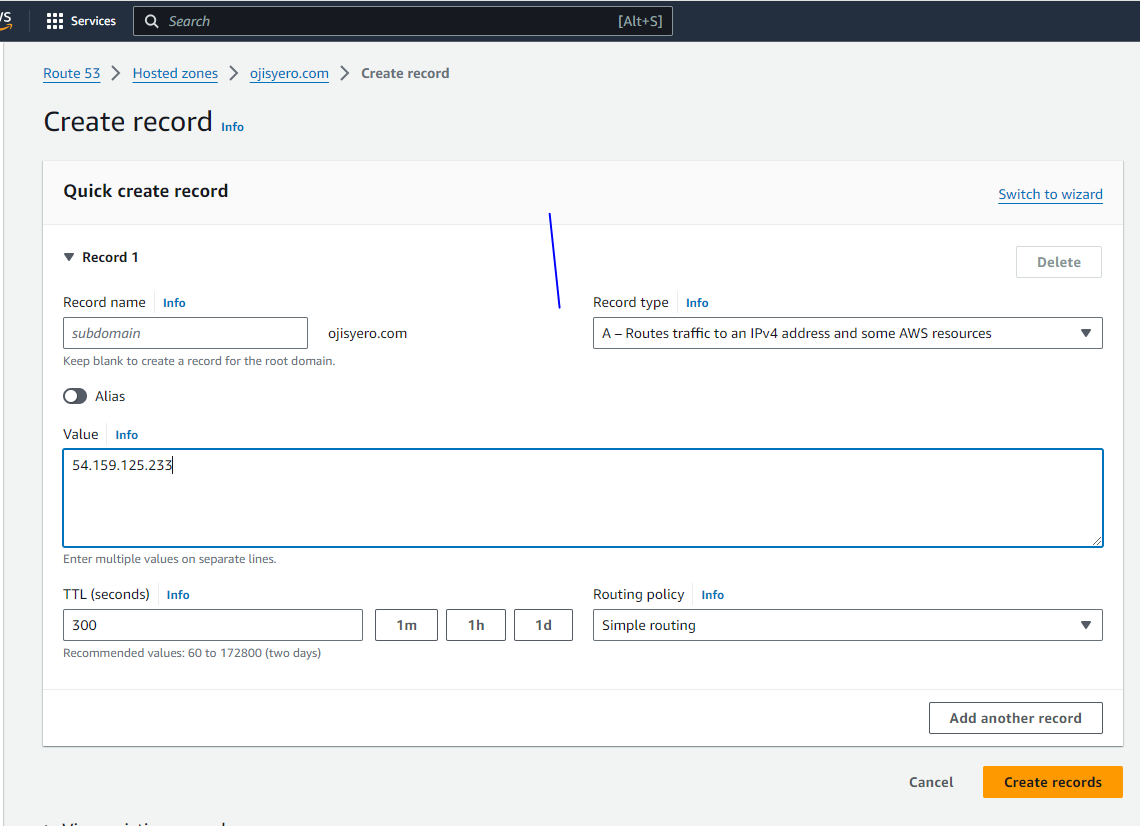 Services Search [Alt+S]
Route 53 Hosted zones ojisyero.com Create record
Create record Info
Quick create record
Switch to wizard
Record 1
Delete
Record name Info
Record type Info
subdomain
ojisyero.com
A – Routes traffic to an IPv4 address and some AWS resources
Keep blank to create a record for the root domain.
Alias
Value Info
54.159.125.233
Enter multiple values on separate lines.
TTL (seconds) Info
Routing policy Info
300
1m
1h
1d
Simple routing
Recommended values: 60 to 172800 (two days)
Add another record
Cancel
Create records